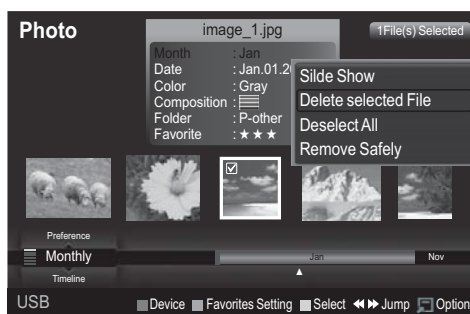 Photo
image_1.jpg
1File(s) Selected
Month : Jan
Date : Jan.01.20
Color : Gray
Composition :
Folder : P-other
Favorite : ★ ★ ★
Silde Show
Delete selected File
Deselect All
Remove Safely
Preference
Monthly
Timeline
Jan
Nov
USB
Device
Favorites Setting
Select
Jump
Option